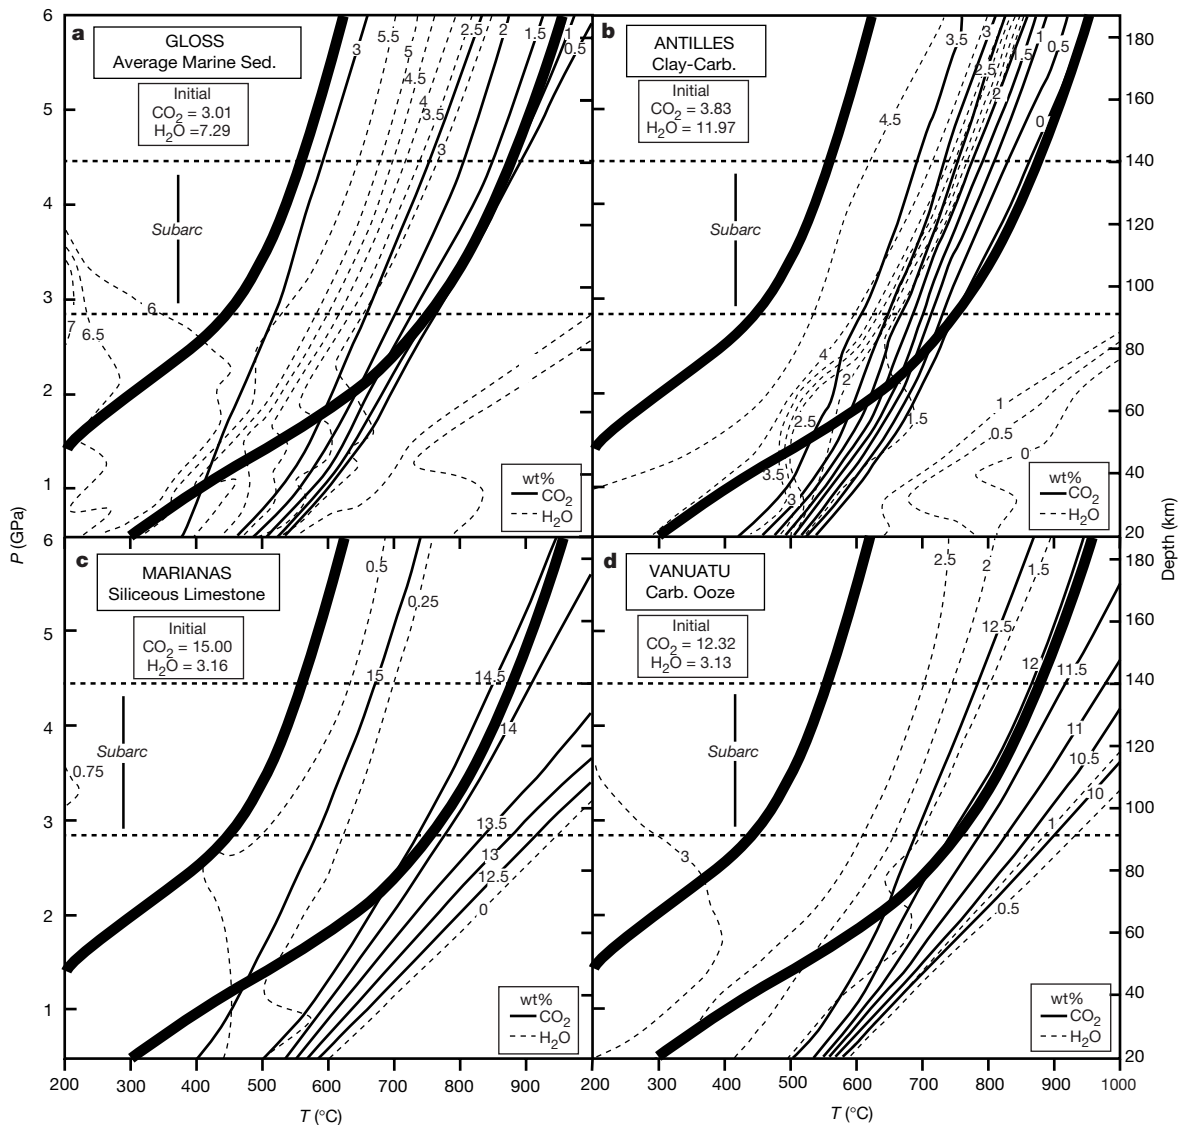 a
GLOSS
Average Marine Sed.
Initial
CO2 = 3.01
H2O =7.29
Subarc
3
5.5
5
4.5
4
3.5
3
2.5
2
1.5
1
0.5
6
7
6.5
wt%
CO2
H2O
6
5
4
3
2
1
b
ANTILLES
Clay-Carb.
Initial
CO2 = 3.83
H2O = 11.97
Subarc
4.5
3.5
3
2.5
2
1.5
1
0.5
0
4
2
2.5
1.5
3.5
3
1
0.5
0
wt%
CO2
H2O
180
160
140
120
100
80
60
40
20
P (GPa)
Depth (km)
c
MARIANAS
Siliceous Limestone
Initial
CO2 = 15.00
H2O = 3.16
Subarc
0.5
0.25
15
14.5
14
0.75
13.5
13
12.5
0
wt%
CO2
H2O
6
5
4
3
2
1
200 300 400 500 600 700 800 900
T (°C)
d
VANUATU
Carb. Ooze
Initial
CO2 = 12.32
H2O = 3.13
Subarc
2.5
2
1.5
12.5
12
11.5
11
10.5
10
3
1
0.5
wt%
CO2
H2O
180
160
140
120
100
80
60
40
20
200 300 400 500 600 700 800 900 1000
T (°C)